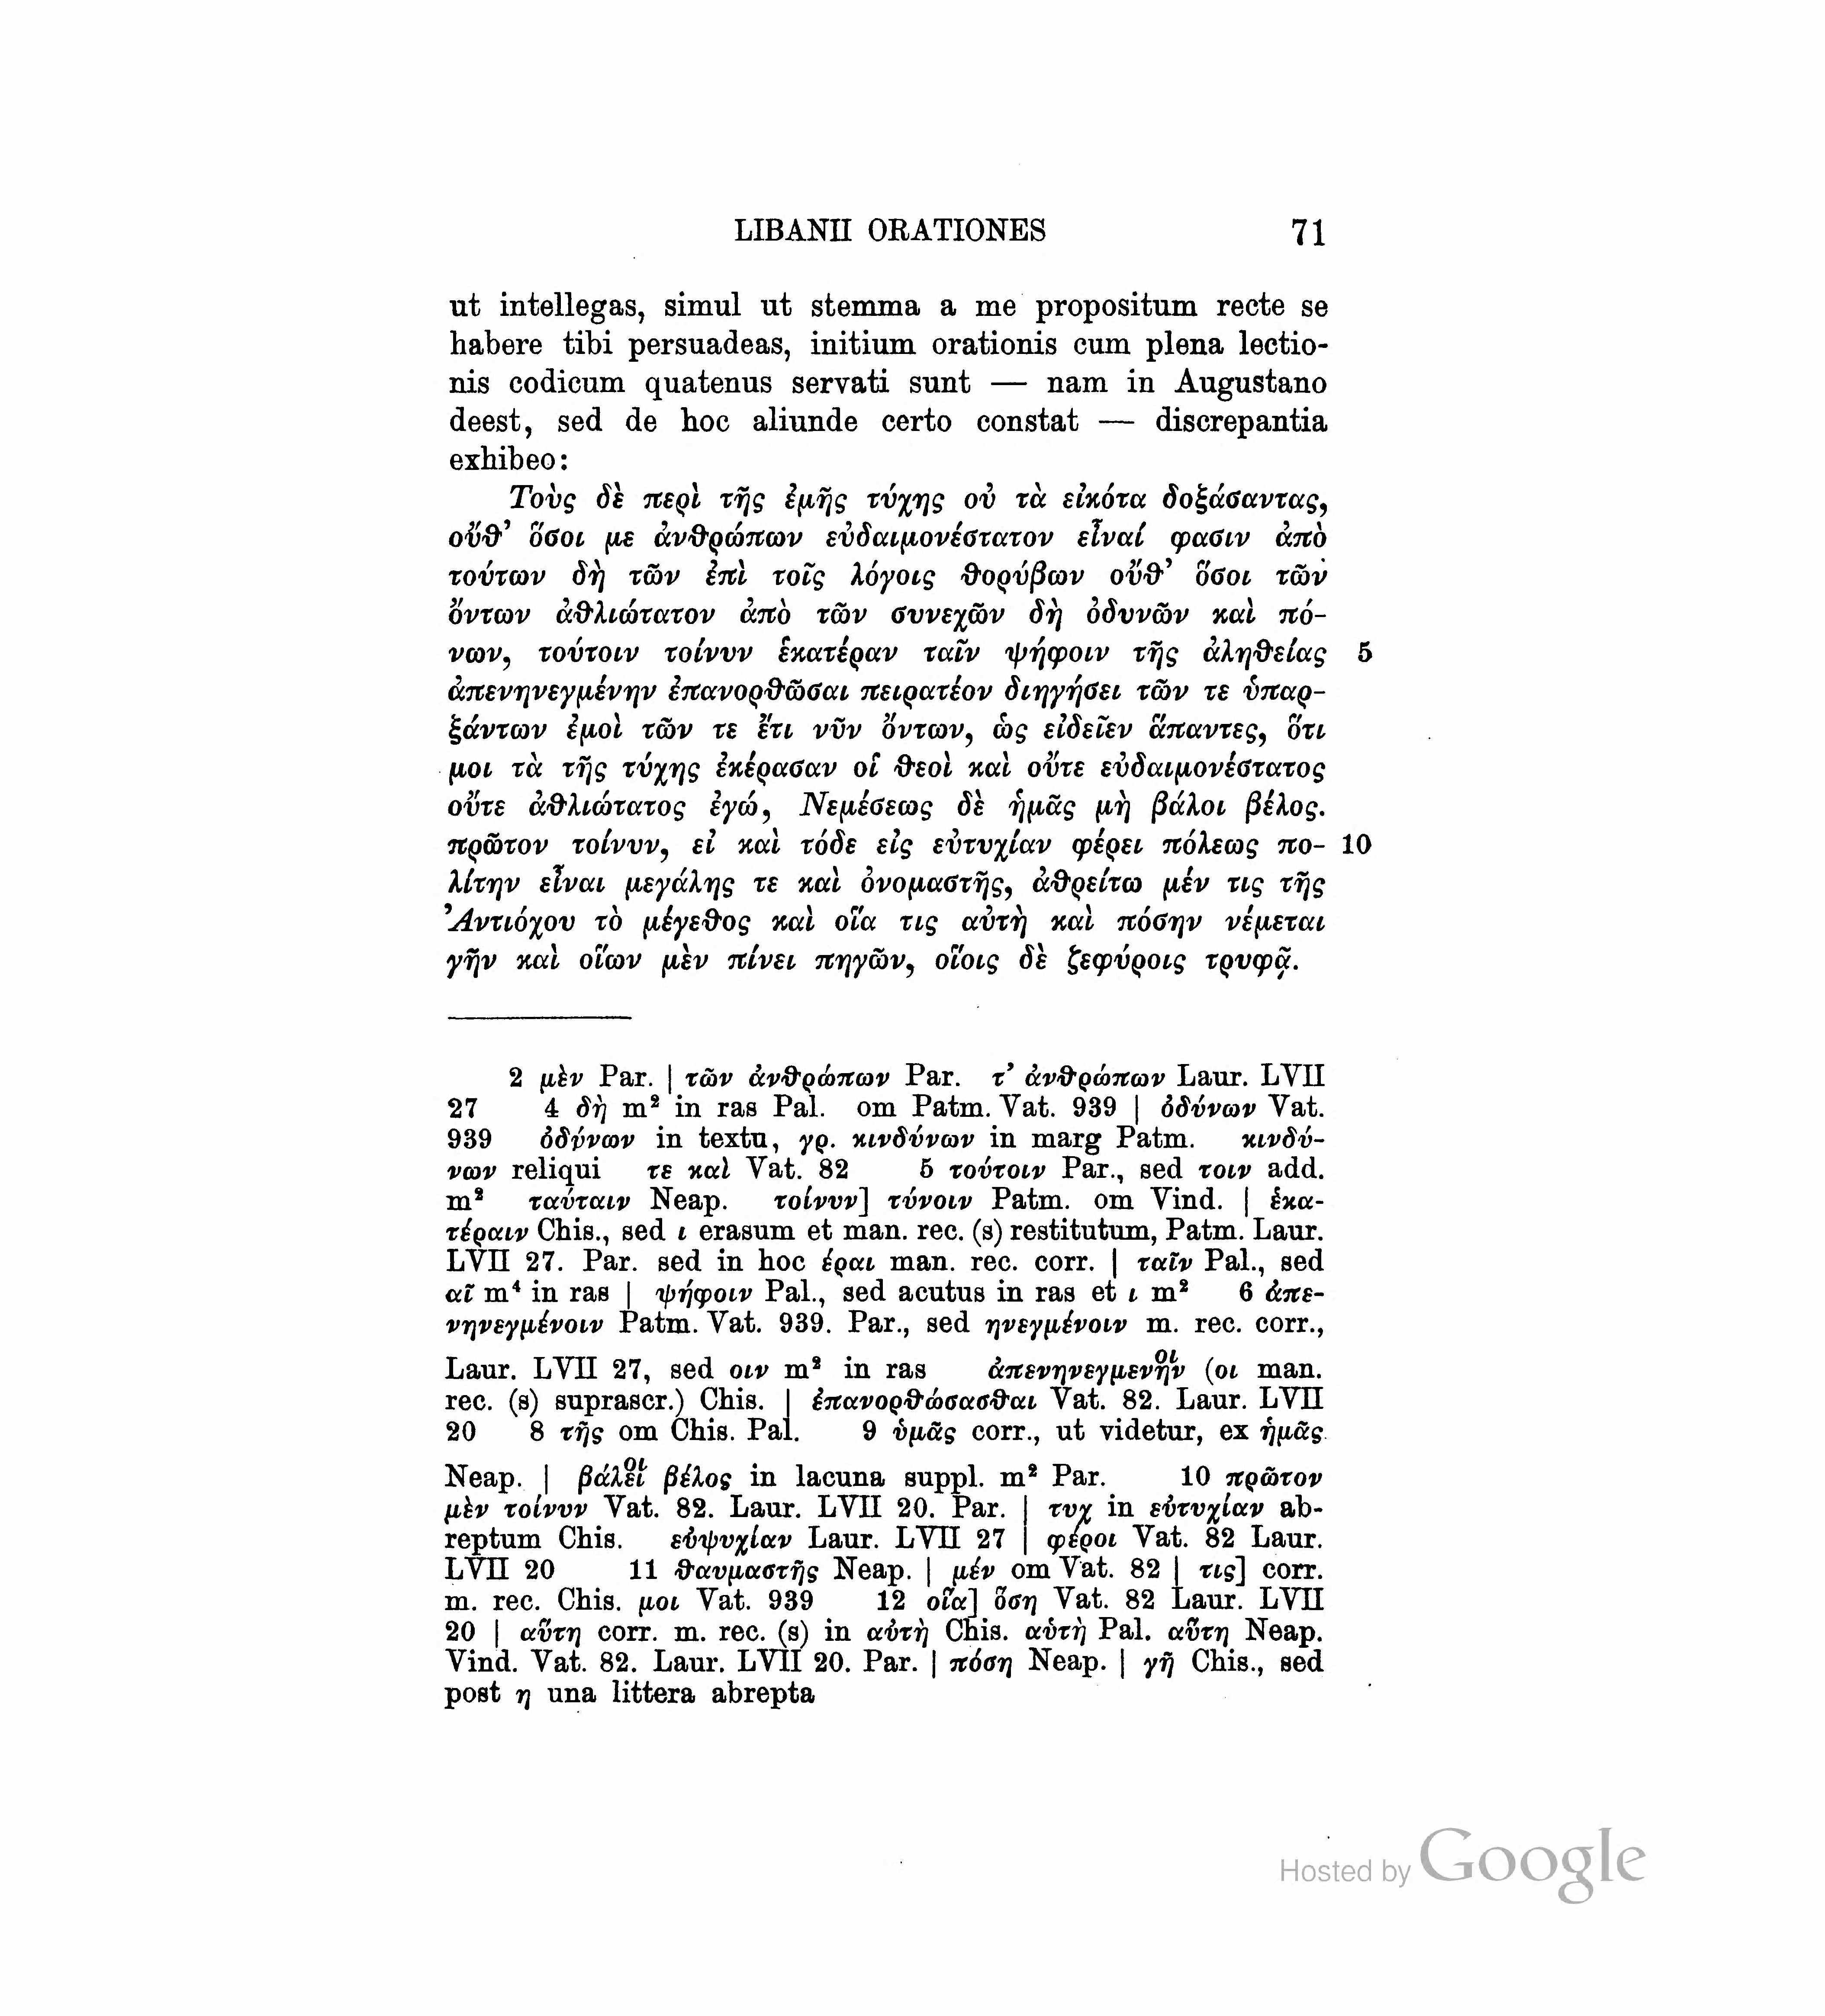 LIBANII ORATIONES 71
ut intellegas, simul ut stemma a me propositum recte se
habere tibi persuadeas, initium orationis cum plena lectio-
nis codicum quatenus servati sunt — nam in Augustano
deest, sed de hoc aliunde certo constat — discrepantia
exhibeo:
Τοὺς δὲ περὶ τῆς ἐμῆς τύχης οὐ τὰ εἰκότα δοξάσαντας,
οὔϑ’ ὅσοι με ἀνϑρώπων εὐδαιμονέστατον εἶναί φασιν ἀπὸ
τούτων δὴ τῶν ἐπὶ τοῖς λόγοις ϑορύβων οὔϑ’ ὅσοι τῶν
ὄντων ἀϑλιώτατον ἀπὸ τῶν συνεχῶν δὴ ὀδυνῶν καὶ πό-
νων, τούτοιν τοίνυν ἑκατέραν ταῖν ψήφοιν τῆς ἀληϑείας 5
ἀπενηνεγμένην ἐπανορϑῶσαι πειρατέον διηγήσει τῶν τε ὑπαρ-
ξάντων ἐμοὶ τῶν τε ἔτι νῦν ὄντων, ὡς εἰδεῖεν ἅπαντες, ὅτι
μοι τὰ τῆς τύχης ἐκέρασαν οἱ ϑεοὶ καὶ οὔτε εὐδαιμονέστατος
οὔτε ἀϑλιώτατος ἐγώ, Νεμέσεως δὲ ἡμᾶς μὴ βάλοι βέλος.
πρῶτον τοίνυν, εἰ καὶ τόδε εἰς εὐτυχίαν φέρει πόλεως πο- 10
λίτην εἶναι μεγάλης τε καὶ ὀνομαστῆς, ἀϑρείτω μέν τις τῆς
Ἀντιόχου τὸ μέγεϑος καὶ οἵα τις αὐτὴ καὶ πόσην νέμεται
γῆν καὶ οἵων μὲν πίνει πηγῶν, οἵοις δὲ ζεφύροις τρυφᾷ.
2 μὲν Par. | τῶν ἀνϑρώπων Par. τ’ ἀνϑρώπων Laur. LVII
27 4 δὴ m² in ras Pal. om Patm. Vat. 939 | ὀδύνων Vat.
939 ὀδύνων in textu, γρ. κινδύνων in marg Patm. κινδύ-
νων reliqui τε καὶ Vat. 82 5 τούτοιν Par., sed τοιν add.
m² ταύταιν Neap. τοίνυν] τύνοιν Patm. om Vind. | ἑκα-
τέραιν Chis., sed ι erasum et man. rec. (s) restitutum, Patm. Laur.
LVII 27. Par. sed in hoc έραι man. rec. corr. | ταῖν Pal., sed
αῖ m⁴ in ras | ψήφοιν Pal., sed acutus in ras et ι m² 6 ἀπε-
νηνεγμένοιν Patm. Vat. 939. Par., sed ηνεγμένοιν m. rec. corr.,
Laur. LVII 27, sed οιν m² in ras ἀπενηνεγμενὴν (οι man.
rec. (s) suprascr.) Chis. | ἐπανορϑώσασϑαι Vat. 82. Laur. LVII
20 8 τῆς om Chis. Pal. 9 ὑμᾶς corr., ut videtur, ex ἡμᾶς
Neap. | βάλοι εῖ βέλος in lacuna suppl. m² Par. 10 πρῶτον
μὲν τοίνυν Vat. 82. Laur. LVII 20. Par. | τυχ in εὐτυχίαν ab-
reptum Chis. εὐψυχίαν Laur. LVII 27 | φέροι Vat. 82 Laur.
LVII 20 11 ϑαυμαστῆς Neap. | μέν om Vat. 82 | τις] corr.
m. rec. Chis. μοι Vat. 939 12 οἵα] ὅση Vat. 82 Laur. LVII
20 | αὕτη corr. m. rec. (s) in αὐτὴ Chis. αὑτὴ Pal. αὕτη Neap.
Vind. Vat. 82. Laur. LVII 20. Par. | πόση Neap. | γῆ Chis., sed
post η una littera abrepta
Hosted by Google